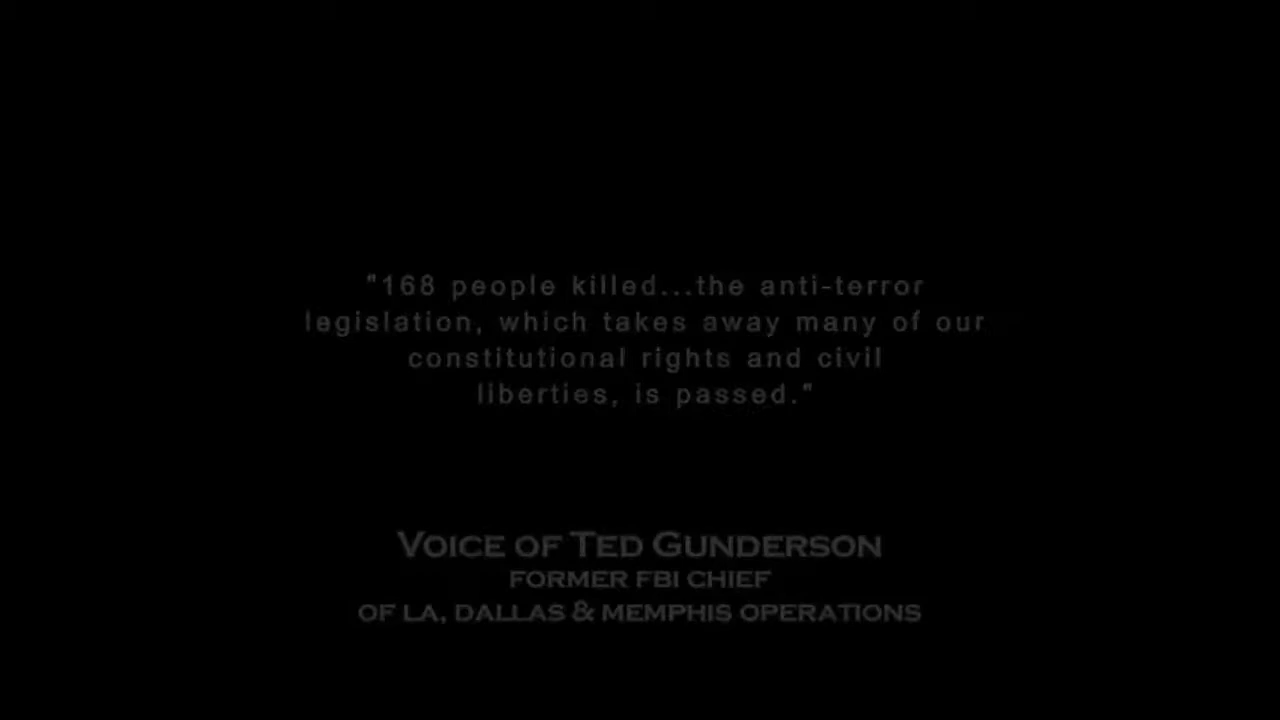 "168 people killed...the anti-terror
legislation, which takes away many of our
constitutional rights and civil
liberties, is passed."
VOICE OF TED GUNDERSON
FORMER FBI CHIEF
OF LA, DALLAS & MEMPHIS OPERATIONS